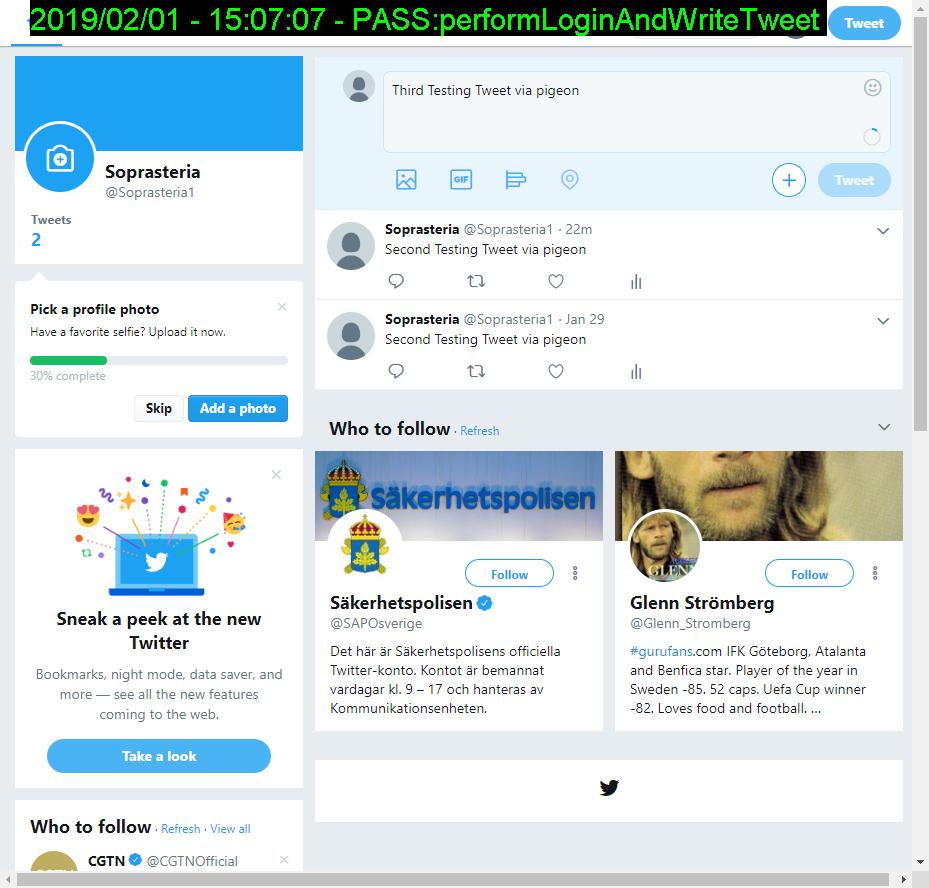 2019/02/01 - 15:07:07 - PASS:performLoginAndWriteTweet
Tweet
Soprasteria
@Soprasteria1
Tweets
2
Pick a profile photo
Have a favorite selfie? Upload it now.
30% complete
Skip
Add a photo
Sneak a peek at the new
Twitter
Bookmarks, night mode, data saver, and
more — see all the new features
coming to the web.
Take a look
Who to follow · Refresh · View all
CGTN @CGTNOfficial
Third Testing Tweet via pigeon
GIF
Tweet
Soprasteria @Soprasteria1 · 22m
Second Testing Tweet via pigeon
Soprasteria @Soprasteria1 · Jan 29
Second Testing Tweet via pigeon
Who to follow · Refresh
Säkerhetspolisen
Follow
Säkerhetspolisen
@SAPOsverige
Det här är Säkerhetspolisens officiella
Twitter-konto. Kontot är bemannat
vardagar kl. 9 – 17 och hanteras av
Kommunikationsenheten.
Follow
Glenn Strömberg
@Glenn_Stromberg
#gurufans.com IFK Göteborg, Atalanta
and Benfica star. Player of the year in
Sweden -85. 52 caps. Uefa Cup winner
-82. Loves food and football. ...